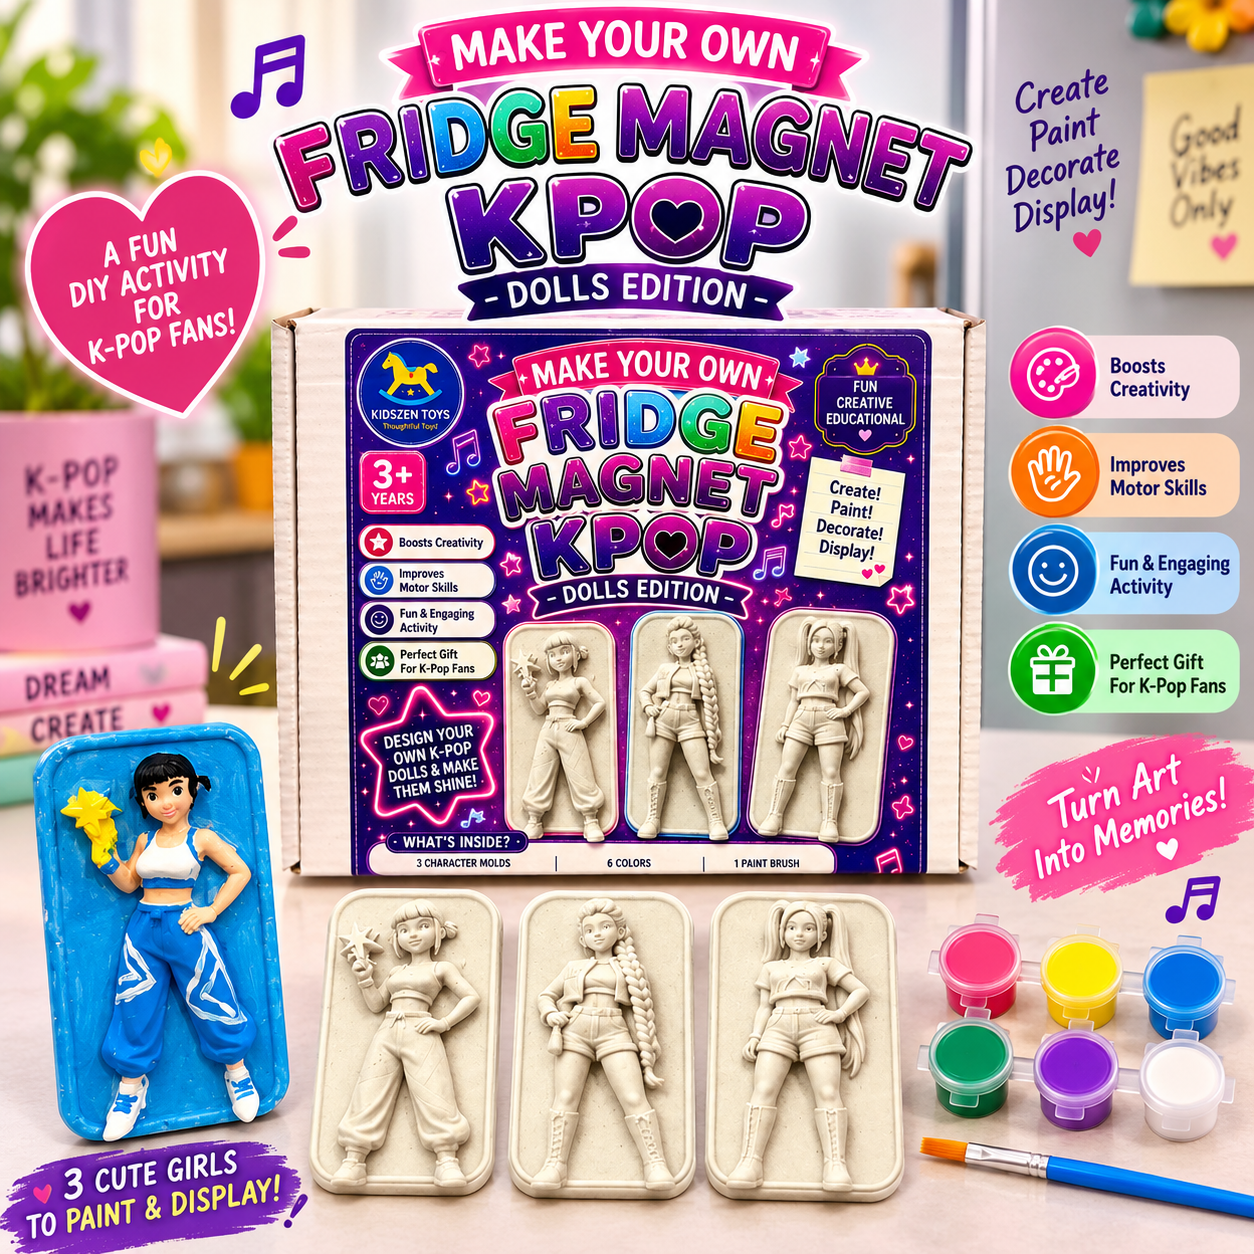 MAKE YOUR OWN
FRIDGE MAGNET
KPOP
- DOLLS EDITION -
A FUN
DIY ACTIVITY
FOR
K-POP FANS!
Create
Paint
Decorate
Display!
Good
Vibes
Only
K-POP
MAKES
LIFE
BRIGHTER
DREAM
CREATE
KIDSZEN TOYS
Thoughtful Toys!
3+
YEARS
Boosts Creativity
Improves
Motor Skills
Fun & Engaging
Activity
Perfect Gift
For K-Pop Fans
DESIGN YOUR
OWN K-POP
DOLLS & MAKE
THEM SHINE!
MAKE YOUR OWN
FRIDGE
MAGNET
KPOP
- DOLLS EDITION -
FUN
CREATIVE
EDUCATIONAL
Create!
Paint!
Decorate!
Display!
WHAT'S INSIDE?
3 CHARACTER MOLDS
6 COLORS
1 PAINT BRUSH
Boosts
Creativity
Improves
Motor Skills
Fun & Engaging
Activity
Perfect Gift
For K-Pop Fans
Turn Art
Into Memories!
3 CUTE GIRLS
TO PAINT & DISPLAY!